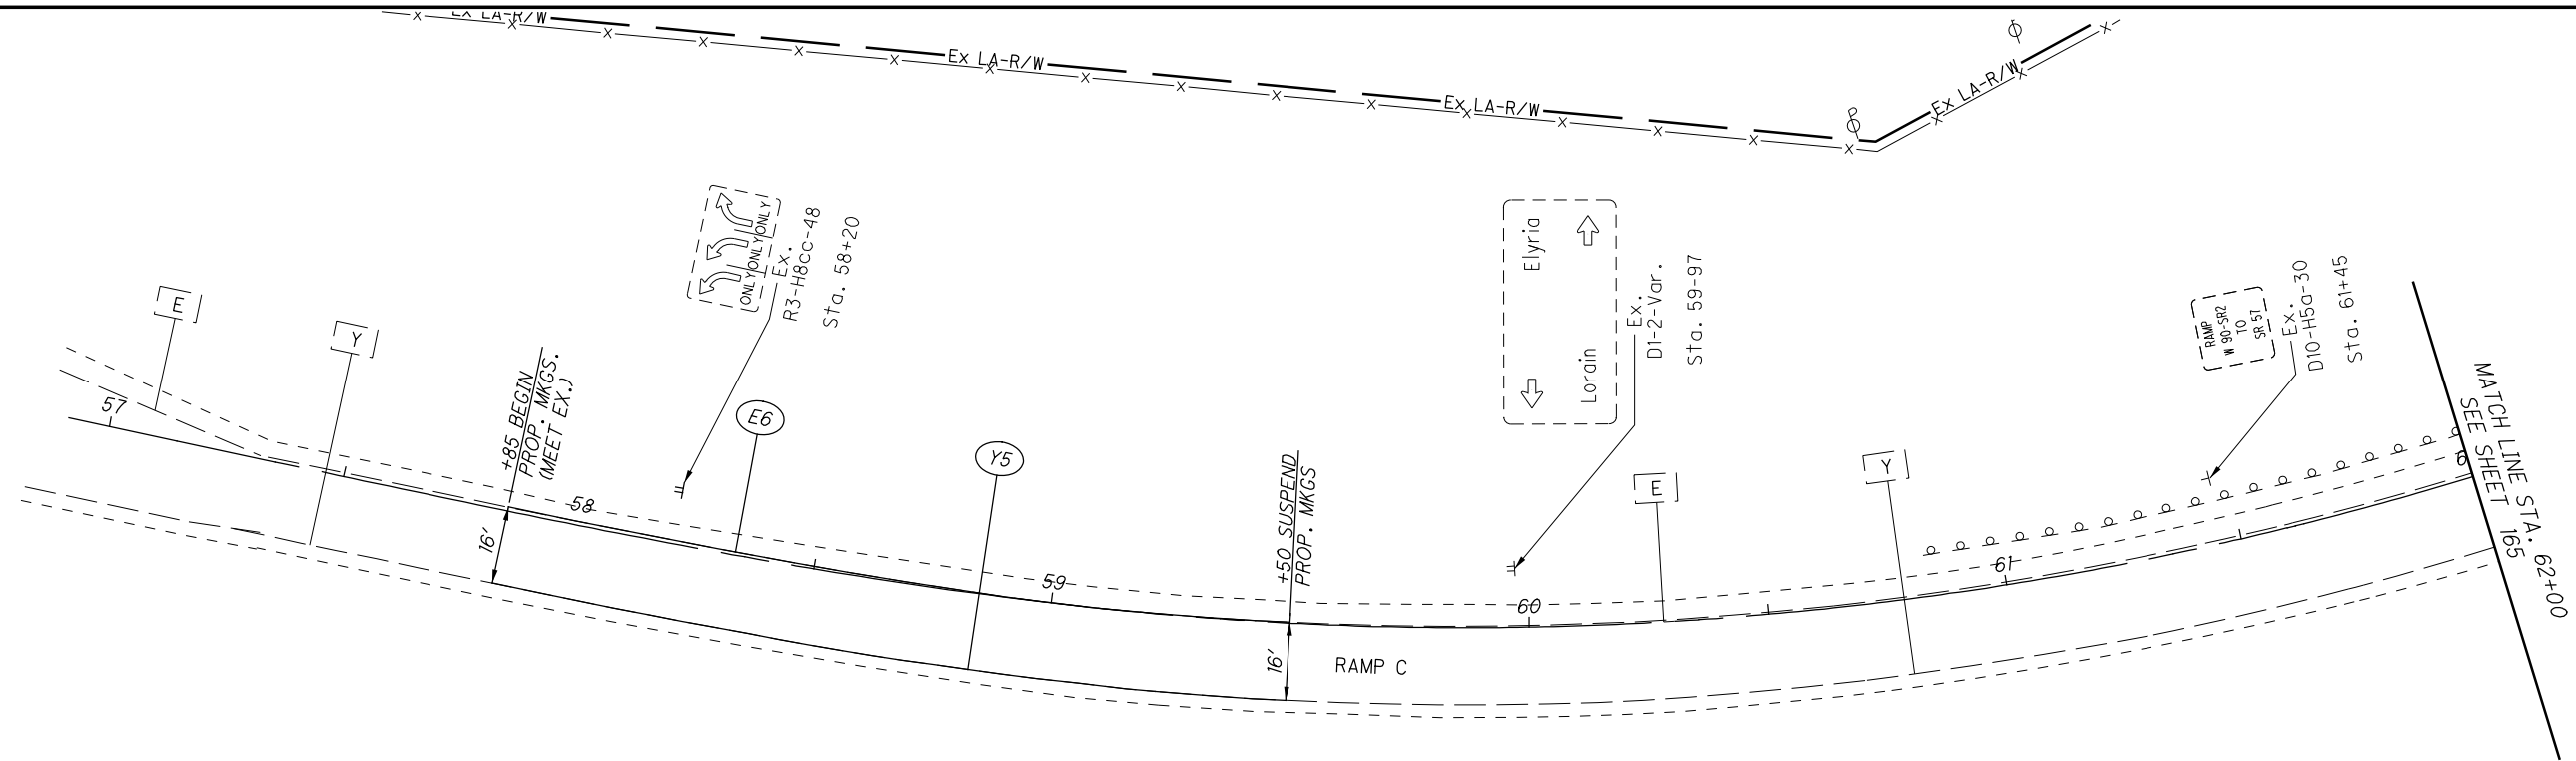 Ex LA-R/W
Ex LA-R/W
Ex LA-R/W
Ex LA-R/W
E
Y
57
+85 BEGIN
PROP. MKGS.
(MEET EX.)
16'
58
ONLY ONLY ONLY
Ex.
R3-H8cc-48
Sta. 58+20
E6
Y5
59
+50 SUSPEND
PROP. MKGS
16'
RAMP C
Elyria
Lorain
Ex.
D1-2-Var.
Sta. 59-97
60
E
Y
61
RAMP
W 90-SR2
TO
SR 57
Ex.
D10-H5a-30
Sta. 61+45
6
MATCH LINE STA. 62+00
SEE SHEET 165